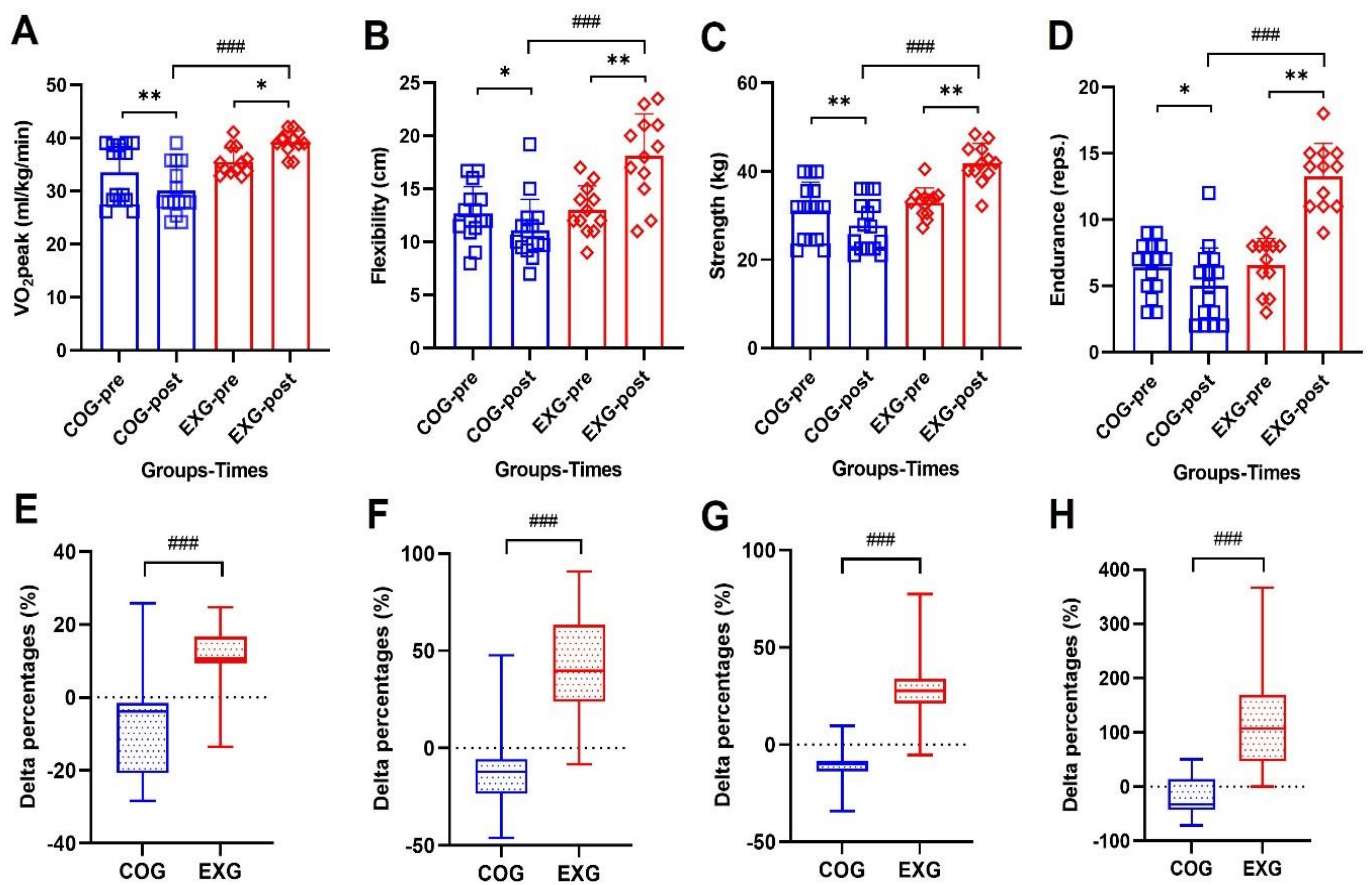 A
###
**
*
VO2peak (ml/kg/min)
50
40
30
20
10
0
COG-pre
COG-post
EXG-pre
EXG-post
Groups-Times
B
###
*
**
Flexibility (cm)
25
20
15
10
5
0
COG-pre
COG-post
EXG-pre
EXG-post
Groups-Times
C
###
**
**
Strength (kg)
60
40
20
0
COG-pre
COG-post
EXG-pre
EXG-post
Groups-Times
D
###
*
**
Endurance (reps.)
20
15
10
5
0
COG-pre
COG-post
EXG-pre
EXG-post
Groups-Times
E
###
Delta percentages (%)
40
20
0
-20
-40
COG
EXG
F
###
Delta percentages (%)
100
50
0
-50
COG
EXG
G
###
Delta percentages (%)
100
50
0
-50
COG
EXG
H
###
Delta percentages (%)
400
300
200
100
0
-100
COG
EXG